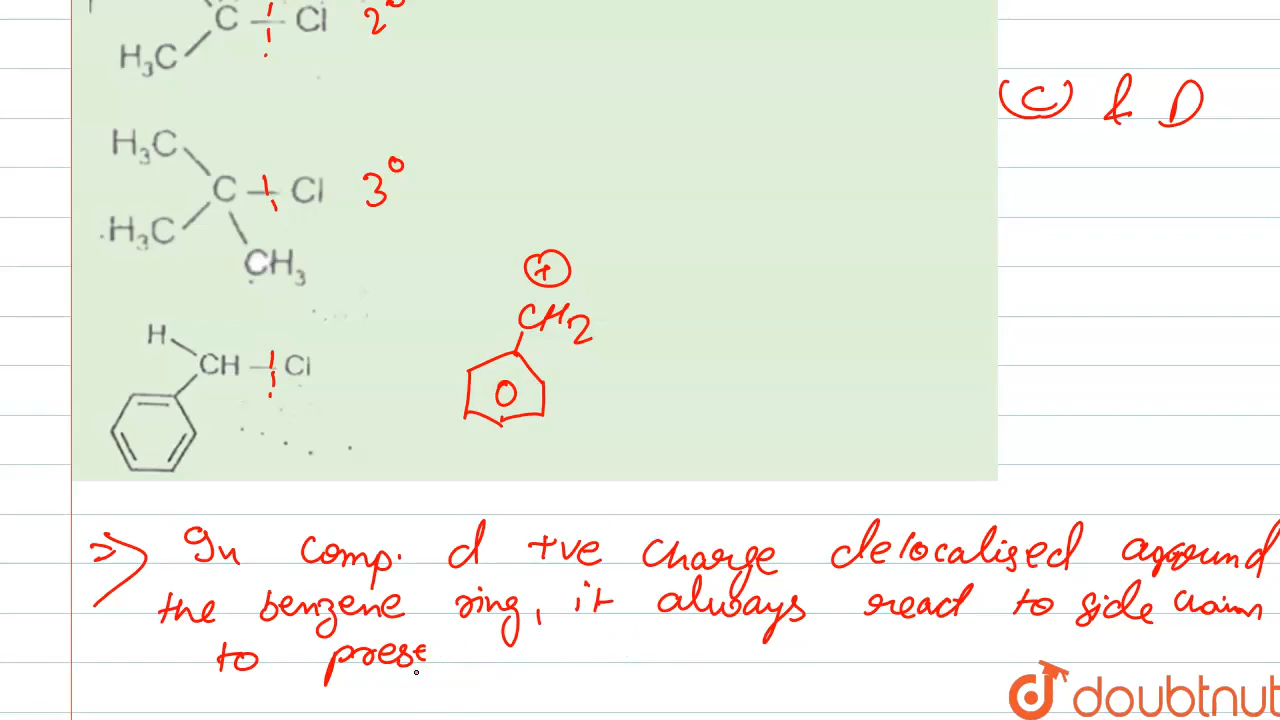 C - Cl 2°
H3C
(C) & D
H3C
C - Cl 3°
H3C
CH3
+
CH2
H
CH - Cl
=> In comp. d +ve charge delocalised around
the benzene ring, it always react to side chain
to prese
doubtnut